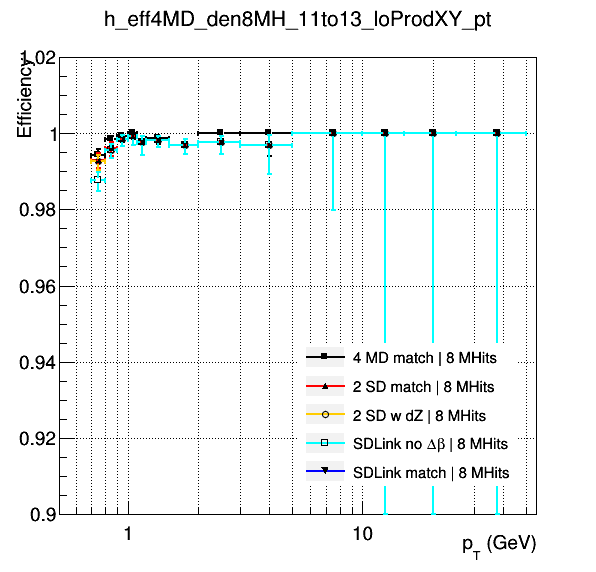 h_eff4MD_den8MH_11to13_loProdXY_pt
Efficiency
1.02
1
0.98
0.96
0.94
0.92
0.9
4 MD match | 8 MHits
2 SD match | 8 MHits
2 SD w dZ | 8 MHits
SDLink no Δβ | 8 MHits
SDLink match | 8 MHits
1
10
p_T (GeV)